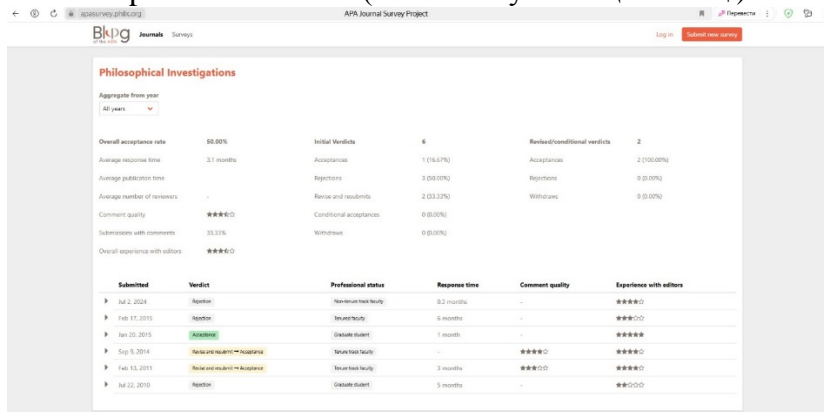 apasurvey.philx.org
APA Journal Survey Project
Перевести
Blog of the APA Journals Surveys Log in Submit new survey
Philosophical Investigations
Aggregate from year
All years
Overall acceptance rate 50.00% Initial Verdicts 6 Revised/conditional verdicts 2
Average response time 3.1 months Acceptances 1 (16.67%) Acceptances 2 (100.00%)
Average publication time Rejections 3 (50.00%) Rejections 0 (0.00%)
Average number of reviewers - Revise and resubmits 2 (33.33%) Withdraws 0 (0.00%)
Comment quality Conditional acceptances 0 (0.00%)
Submissions with comments 33.33% Withdraws 0 (0.00%)
Overall experience with editors
Submitted Verdict Professional status Response time Comment quality Experience with editors
Jul 2, 2024 Rejection Non-tenure track faculty months -
Feb 17, 2015 Rejection Tenured faculty 6 months -
Jan 20, 2015 Acceptance Graduate student 1 month -
Sep 9, 2014 Revise and resubmit → Acceptance Tenure track faculty -
Feb 13, 2011 Revise and resubmit → Acceptance Tenure track faculty 3 months
Jul 22, 2010 Rejection Graduate student 5 months -